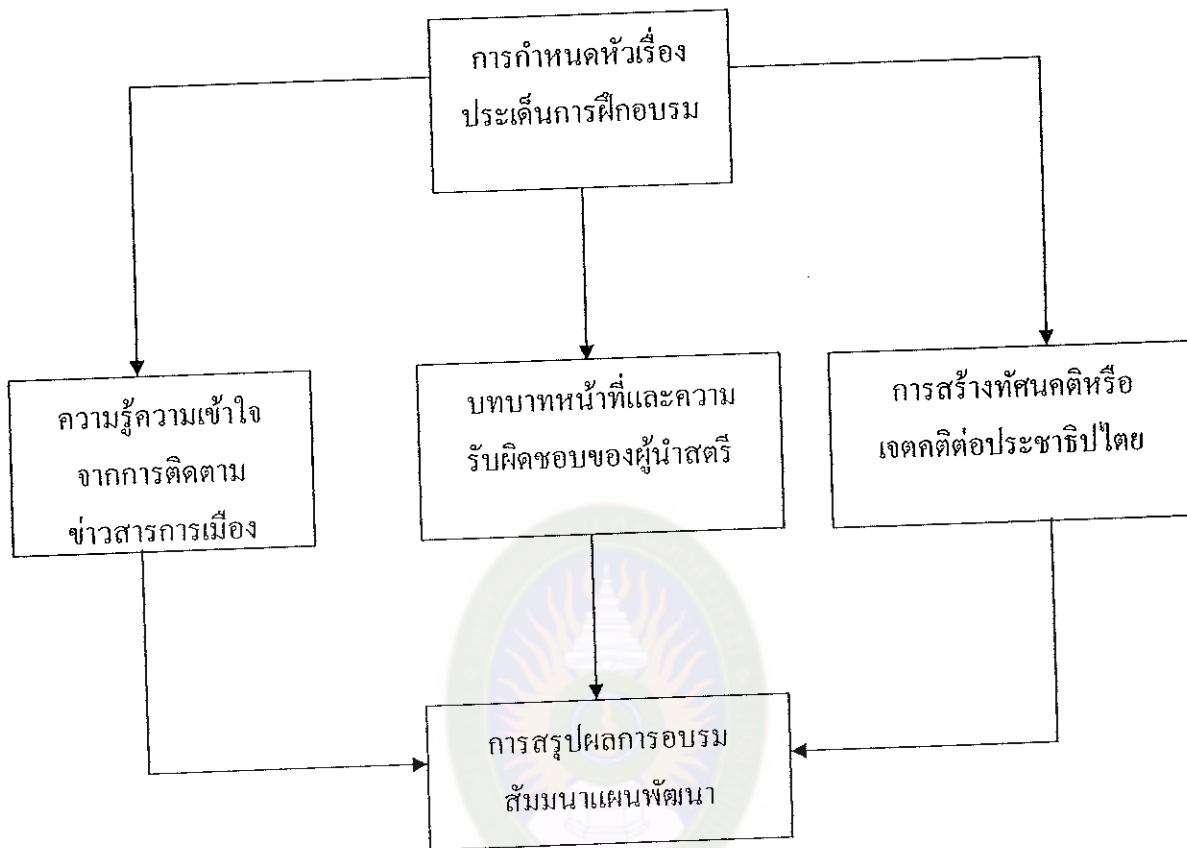 การกำหนดหัวเรื่อง
ประเด็นการฝึกอบรม
ความรู้ความเข้าใจ
จากการติดตาม
ข่าวสารการเมือง
บทบาทหน้าที่และความ
รับผิดชอบของผู้นำสตรี
การสร้างทัศนคติหรือ
เจตคติต่อประชาธิปไตย
การสรุปผลการอบรม
สัมมนาแผนพัฒนา